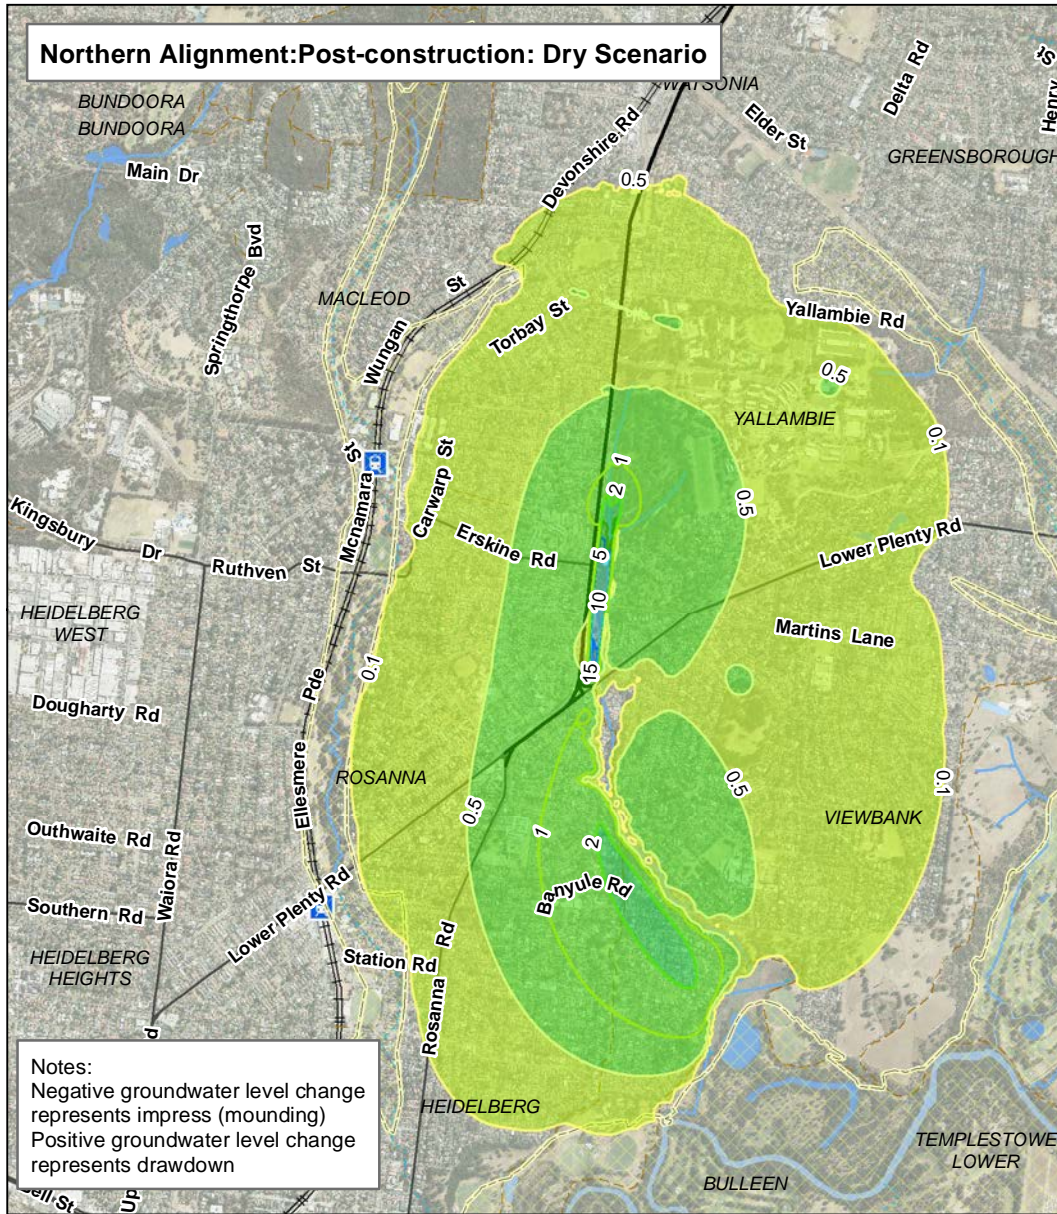 Northern Alignment:Post-construction: Dry Scenario
WATSONIA
BUNDOORA
BUNDOORA
Main Dr
Devonshire Rd
Elder St
Delta Rd
St
Henry
GREENSBOROUGH
0.5
Springthorpe Bvd
MACLEOD
Wungan St
Torbay St
Yallambie Rd
0.5
YALLAMBIE
0.1
St
Mcnamara
Carwarp St
1
2
0.5
Kingsbury Dr
Ruthven St
Erskine Rd
5
Lower Plenty Rd
HEIDELBERG
WEST
10
Martins Lane
0.1
15
Dougharty Rd
Ellesmere Pde
ROSANNA
0.5
0.5
0.1
VIEWBANK
Outhwaite Rd
Waiora Rd
1
2
Banyule Rd
Southern Rd
Lower Plenty Rd
HEIDELBERG
HEIGHTS
Station Rd
Rosanna Rd
Notes:
Negative groundwater level change
represents impress (mounding)
Positive groundwater level change
represents drawdown
HEIDELBERG
TEMPLESTOWE
LOWER
BULLEEN
ell St
Up
d